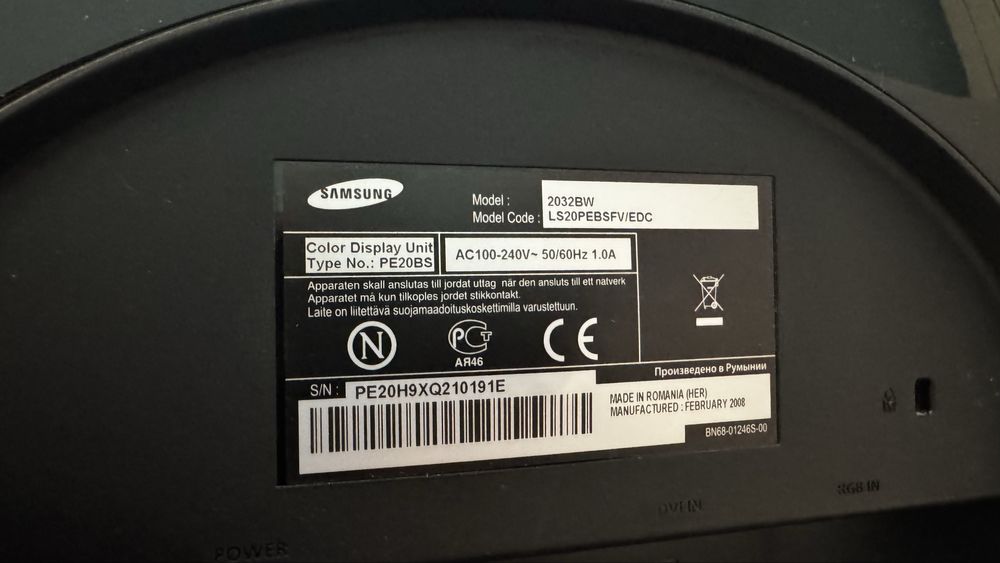 SAMSUNG
Model : 2032BW
Model Code : LS20PEBSFV/EDC
Color Display Unit
Type No.: PE20BS
AC100-240V~ 50/60Hz 1.0A
Apparaten skall anslutas till jordat uttag när den ansluts till ett nätverk
Apparatet må kun tilkoples jordet stikkontakt.
Laite on liitettävä suojamaadoituskoskettimilla varustettuun.
N
РСТ
АЯ46
CE
Произведено в Румынии
S/N : PE20H9XQ210191E
MADE IN ROMANIA (HER)
MANUFACTURED : FEBRUARY 2008
BN68-01246S-00
POWER
DVI IN
RGB IN